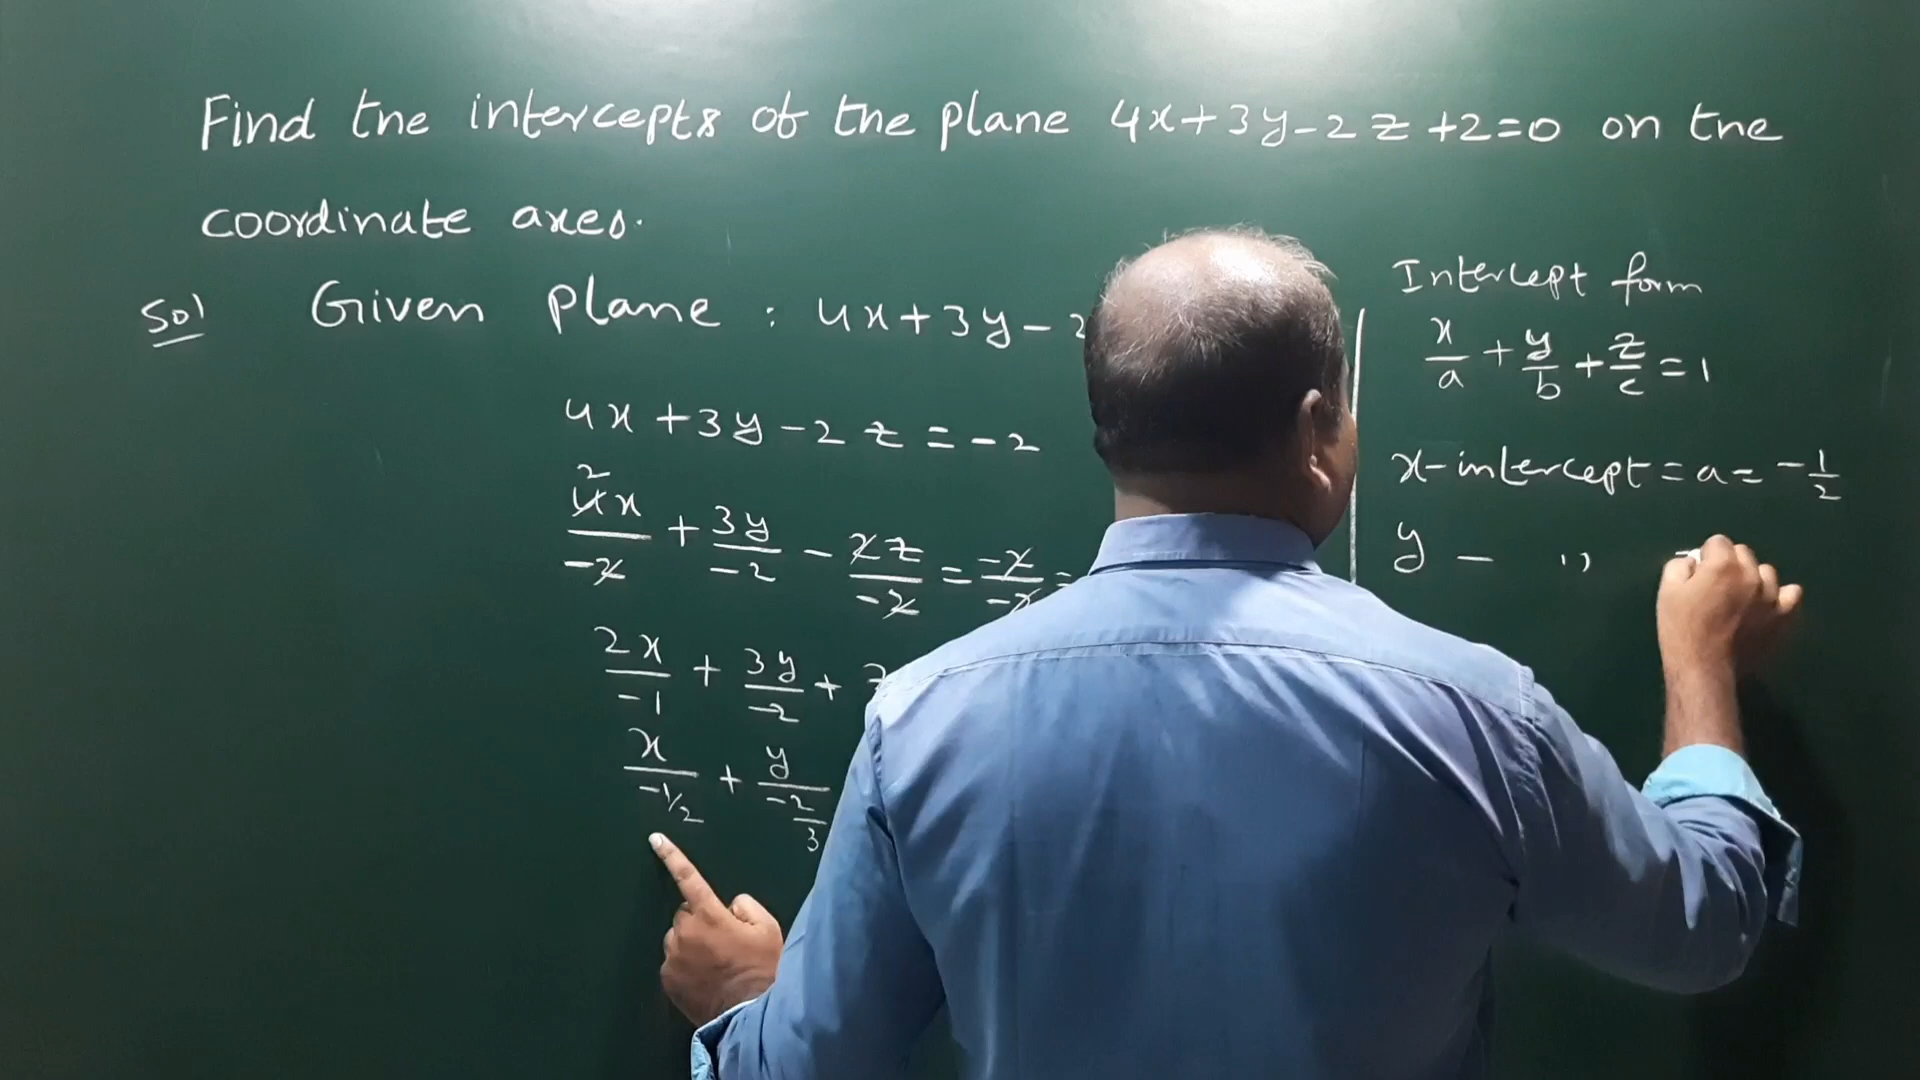 Find the intercepts of the plane 4x+3y-2z+2=0 on the
coordinate axes.
Sol Given plane : 4x+3y-2
4x+3y-2z=-2
4x/-2 + 3y/-2 - 2z/-2 = -2/-2 =
2
2x/-1 + 3y/-2 +
x/-1/2 + y/-2/3
Intercept form
x/a + y/b + z/c = 1
x-intercept = a = -1/2
y - ''